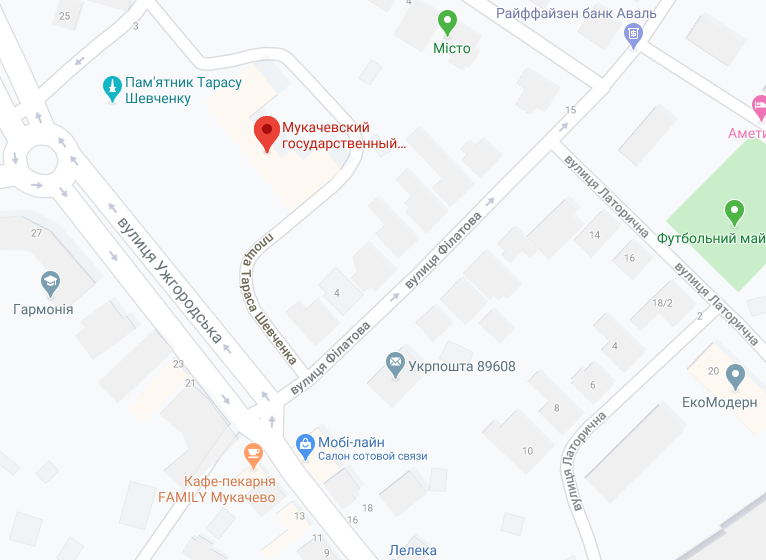 25
3
Місто
Райффайзен банк Аваль
Пам'ятник Тарасу
Шевченку
15
Мукачевский
государственный...
Амети
вулиця Латорична
27
вулиця Ужгородська
площа Тараса Шевченка
вулиця Філатова
14
Футбольний май
16
вулиця Латорична
Гармонія
4
18/2
2
вулиця Філатова
4
23
21
Укрпошта 89608
20
6
ЕкоМодерн
8
вулиця Латорична
10
Мобі-лайн
Салон сотовой связи
Кафе-пекарня
FAMILY Мукачево
18
16
13
11
9
Лелека